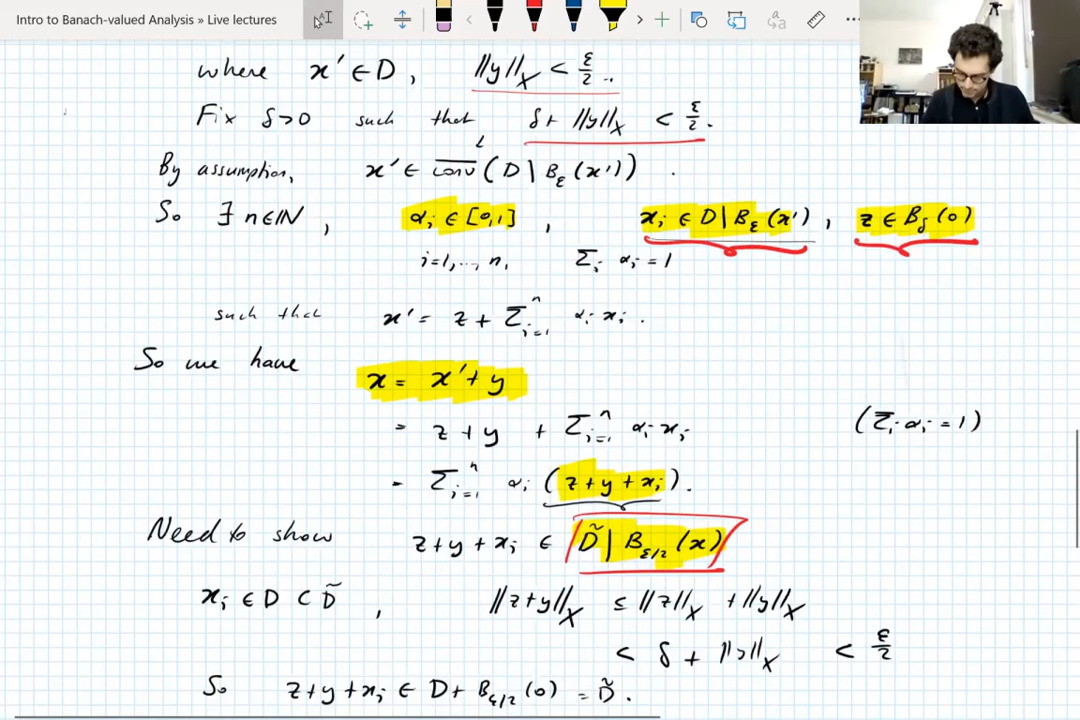 Intro to Banach-valued Analysis » Live lectures
where x' ∈ D, ‖y‖_X < ε/2 ..
Fix δ>0 such that δ + ‖y‖_X < ε/2.
By assumption, x' ∈ \overline{conv} (D | B_ε (x')) .
So ∃ n∈ℕ, α_i ∈ [0,1], x_i ∈ D | B_ε (x'), z ∈ B_δ (0)
i=1,..., n, Σ_i α_i = 1
such that x' = z + Σ_{i=1}^n α_i x_i .
So we have
x = x' + y
= z + y + Σ_{i=1}^n α_i x_i (Σ_i α_i = 1)
= Σ_{i=1}^n α_i (z + y + x_i).
Need to show z+y+x_i ∈ D̃ | B_{ε/2} (x)
x_i ∈ D ⊂ D̃, ‖z+y‖_X ≤ ‖z‖_X + ‖y‖_X
< δ + ‖y‖_X < ε/2
So z+y+x_i ∈ D + B_{ε/2} (0) = D̃.